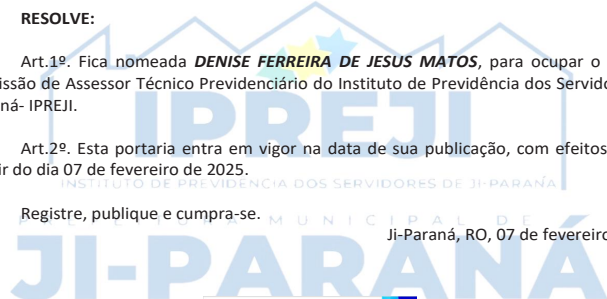 RESOLVE:
Art.1º. Fica nomeada DENISE FERREIRA DE JESUS MATOS, para ocupar o
issão de Assessor Técnico Previdenciário do Instituto de Previdência dos Servido
ná- IPREJI.
IPREJI
Art.2º. Esta portaria entra em vigor na data de sua publicação, com efeitos
ir do dia 07 de fevereiro de 2025.
INSTITUTO DE PREVIDÊNCIA DOS SERVIDORES DE JI-PARANÁ
Registre, publique e cumpra-se.
PREFEITURA MUNICIPAL DE
Ji-Paraná, RO, 07 de fevereiro
JI-PARANÁ